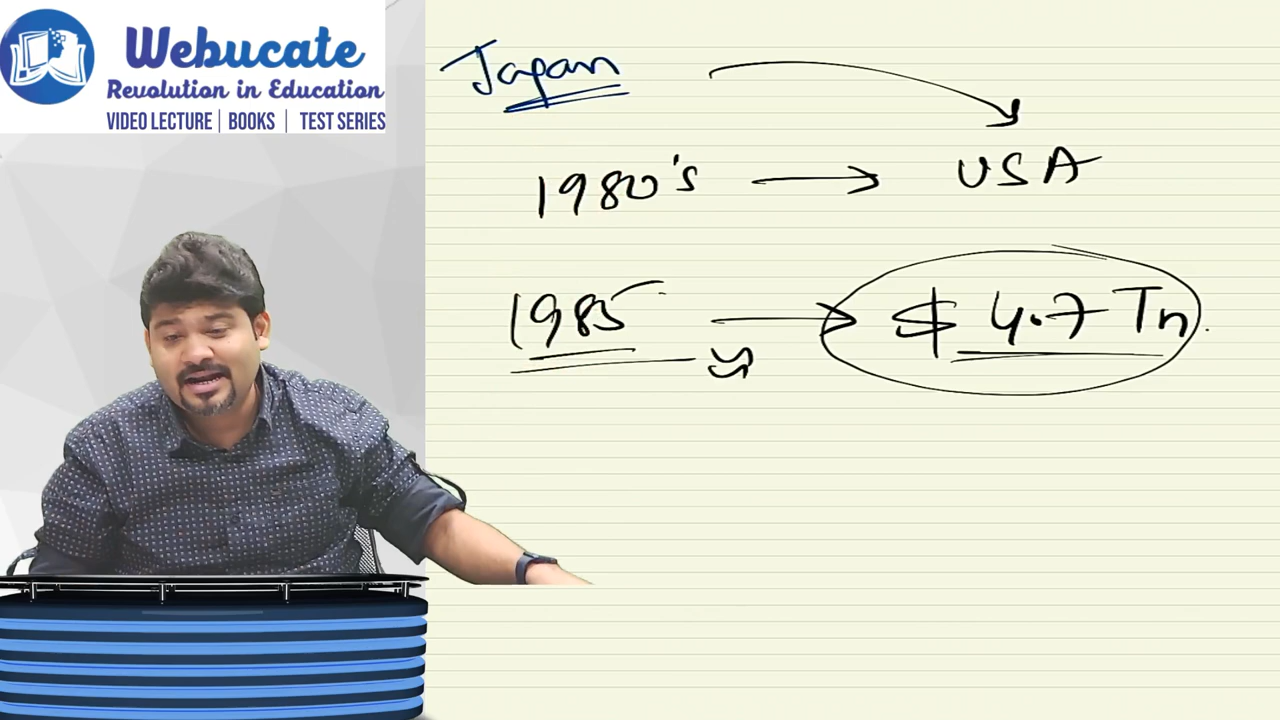 Webucate
Revolution in Education
VIDEO LECTURE | BOOKS | TEST SERIES
Japan
1980's → USA
1985 → $ 4.7 Tn